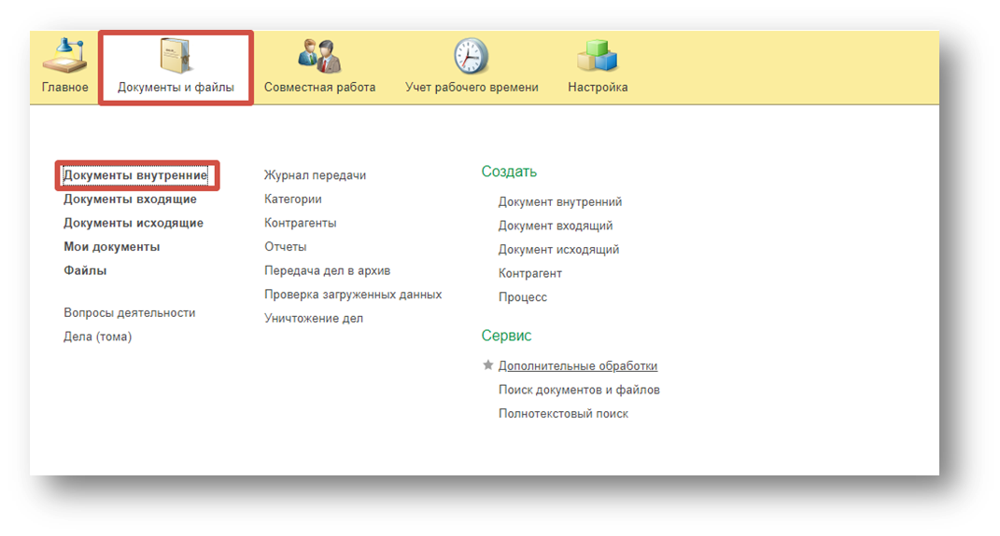 Главное
Документы и файлы
Совместная работа
Учет рабочего времени
Настройка
Документы внутренние
Документы входящие
Документы исходящие
Мои документы
Файлы
Вопросы деятельности
Дела (тома)
Журнал передачи
Категории
Контрагенты
Отчеты
Передача дел в архив
Проверка загруженных данных
Уничтожение дел
Создать
Документ внутренний
Документ входящий
Документ исходящий
Контрагент
Процесс
Сервис
Дополнительные обработки
Поиск документов и файлов
Полнотекстовый поиск